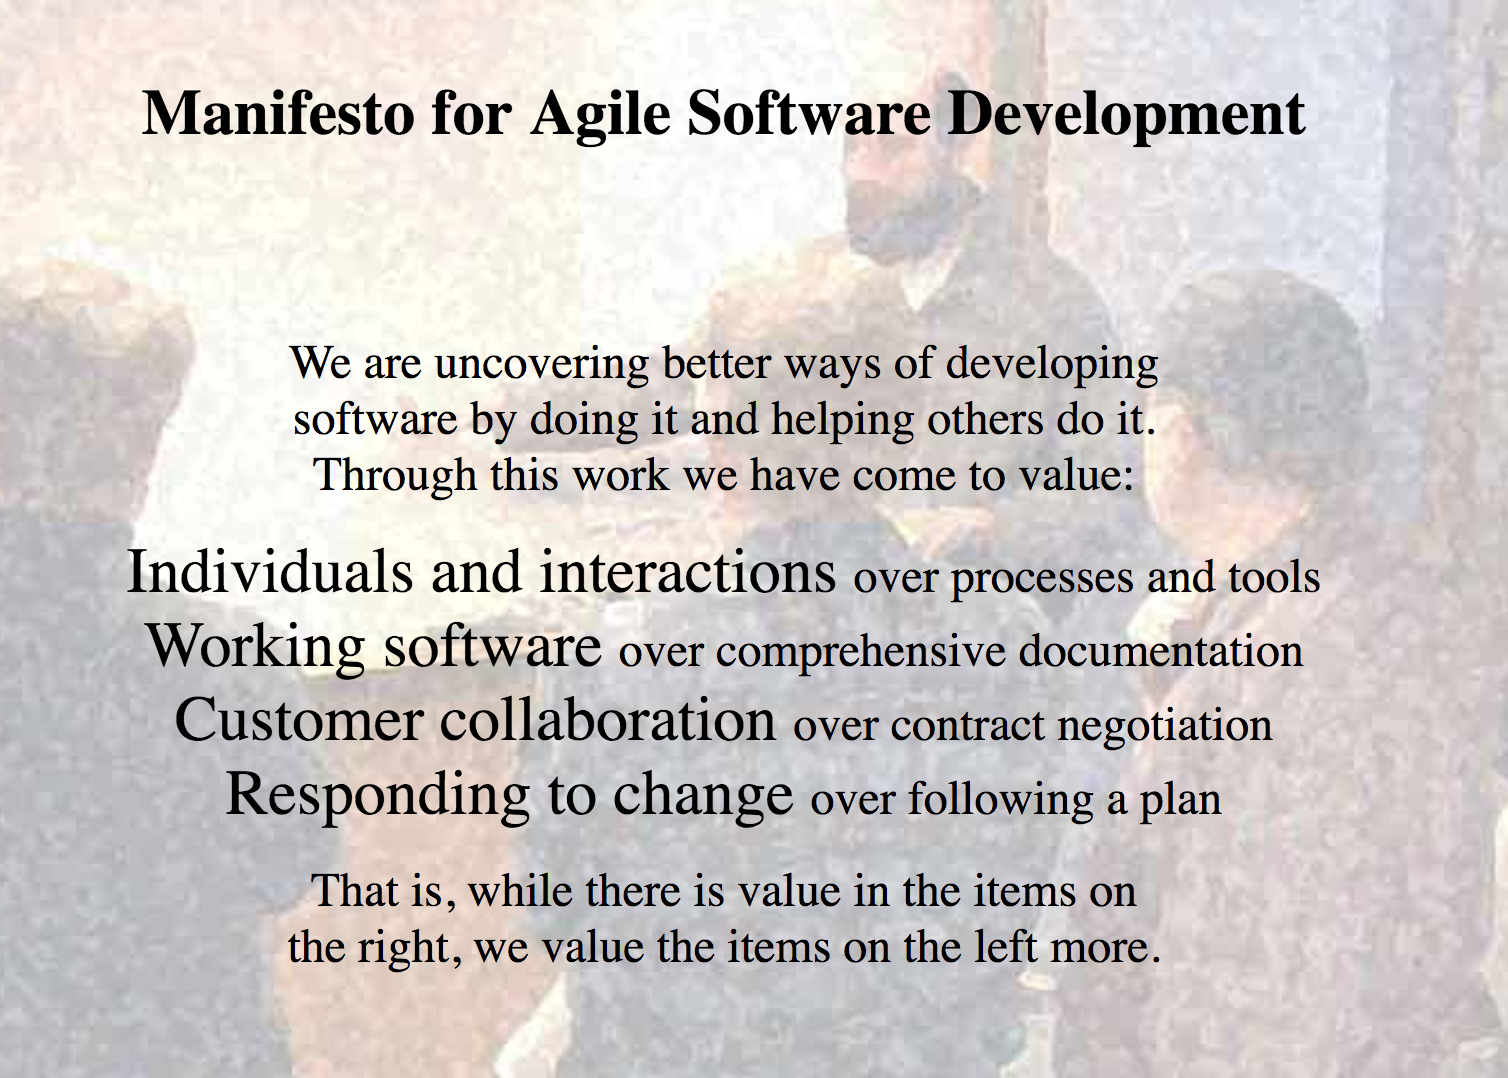 Manifesto for Agile Software Development
We are uncovering better ways of developing
software by doing it and helping others do it.
Through this work we have come to value:
Individuals and interactions over processes and tools
Working software over comprehensive documentation
Customer collaboration over contract negotiation
Responding to change over following a plan
That is, while there is value in the items on
the right, we value the items on the left more.